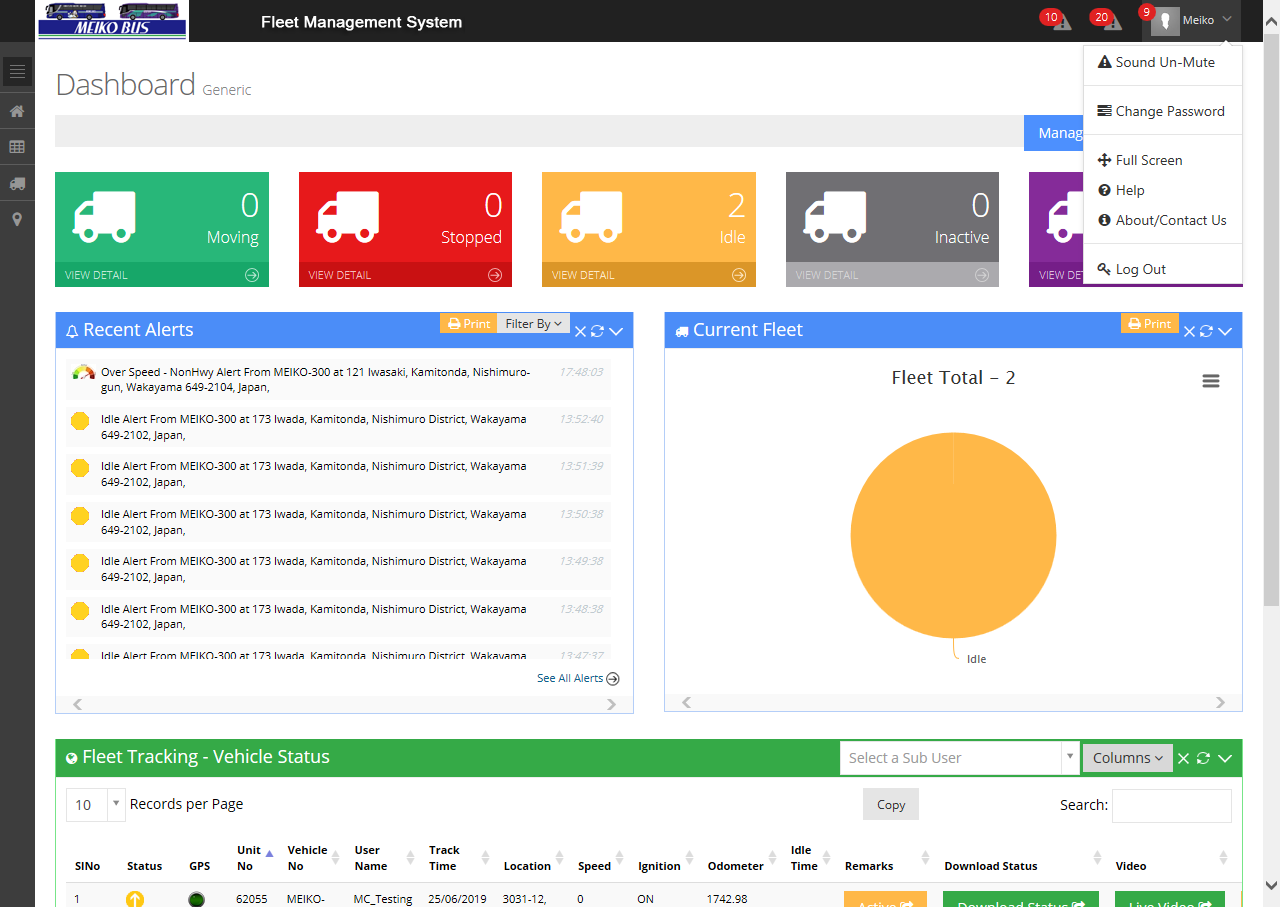 MEIKO BUS
Fleet Management System
10
20
9
Meiko
Sound Un-Mute
Change Password
Full Screen
Help
About/Contact Us
Log Out
Dashboard Generic
Manag
0
Moving
VIEW DETAIL
0
Stopped
VIEW DETAIL
2
Idle
VIEW DETAIL
0
Inactive
VIEW DETAIL
VIEW DET
Recent Alerts
Print
Filter By
Over Speed - NonHwy Alert From MEIKO-300 at 121 Iwasaki, Kamitonda, Nishimuro-
gun, Wakayama 649-2104, Japan,
17:48:03
Idle Alert From MEIKO-300 at 173 Iwada, Kamitonda, Nishimuro District, Wakayama
649-2102, Japan,
13:52:40
Idle Alert From MEIKO-300 at 173 Iwada, Kamitonda, Nishimuro District, Wakayama
649-2102, Japan,
13:51:39
Idle Alert From MEIKO-300 at 173 Iwada, Kamitonda, Nishimuro District, Wakayama
649-2102, Japan,
13:50:38
Idle Alert From MEIKO-300 at 173 Iwada, Kamitonda, Nishimuro District, Wakayama
649-2102, Japan,
13:49:38
Idle Alert From MEIKO-300 at 173 Iwada, Kamitonda, Nishimuro District, Wakayama
649-2102, Japan,
13:48:38
Idle Alert From MEIKO-300 at 173 Iwada, Kamitonda, Nishimuro District, Wakayama
13:47:37
See All Alerts
Current Fleet
Print
Fleet Total - 2
Idle
Fleet Tracking - Vehicle Status
Select a Sub User
Columns
10
Records per Page
Copy
Search:
SlNo
Status
GPS
Unit No
Vehicle No
User Name
Track Time
Location
Speed
Ignition
Odometer
Idle Time
Remarks
Download Status
Video
1
62055
MEIKO-
MC_Testing
25/06/2019
3031-12,
0
ON
1742.98
Active
Download Status
Live Video